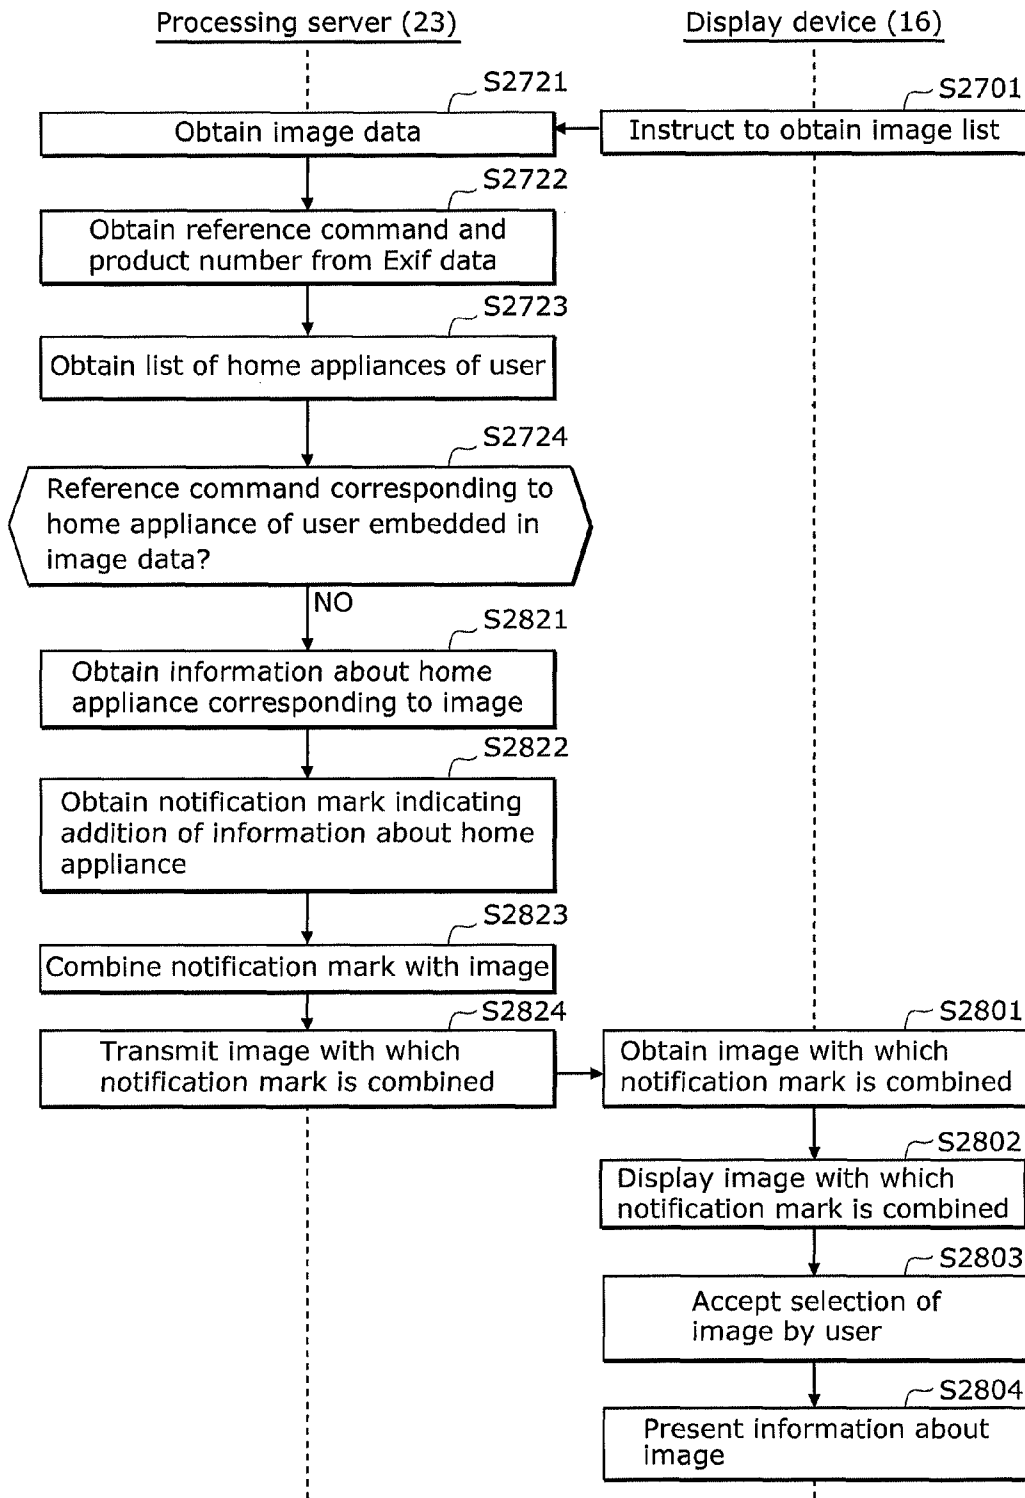 Processing server (23)
Display device (16)
S2721
S2701
Obtain image data
Instruct to obtain image list
S2722
Obtain reference command and
product number from Exif data
S2723
Obtain list of home appliances of user
S2724
Reference command corresponding to
home appliance of user embedded in
image data?
NO
S2821
Obtain information about home
appliance corresponding to image
S2822
Obtain notification mark indicating
addition of information about home
appliance
S2823
Combine notification mark with image
S2824
S2801
Transmit image with which
notification mark is combined
Obtain image with which
notification mark is combined
S2802
Display image with which
notification mark is combined
S2803
Accept selection of
image by user
S2804
Present information about
image